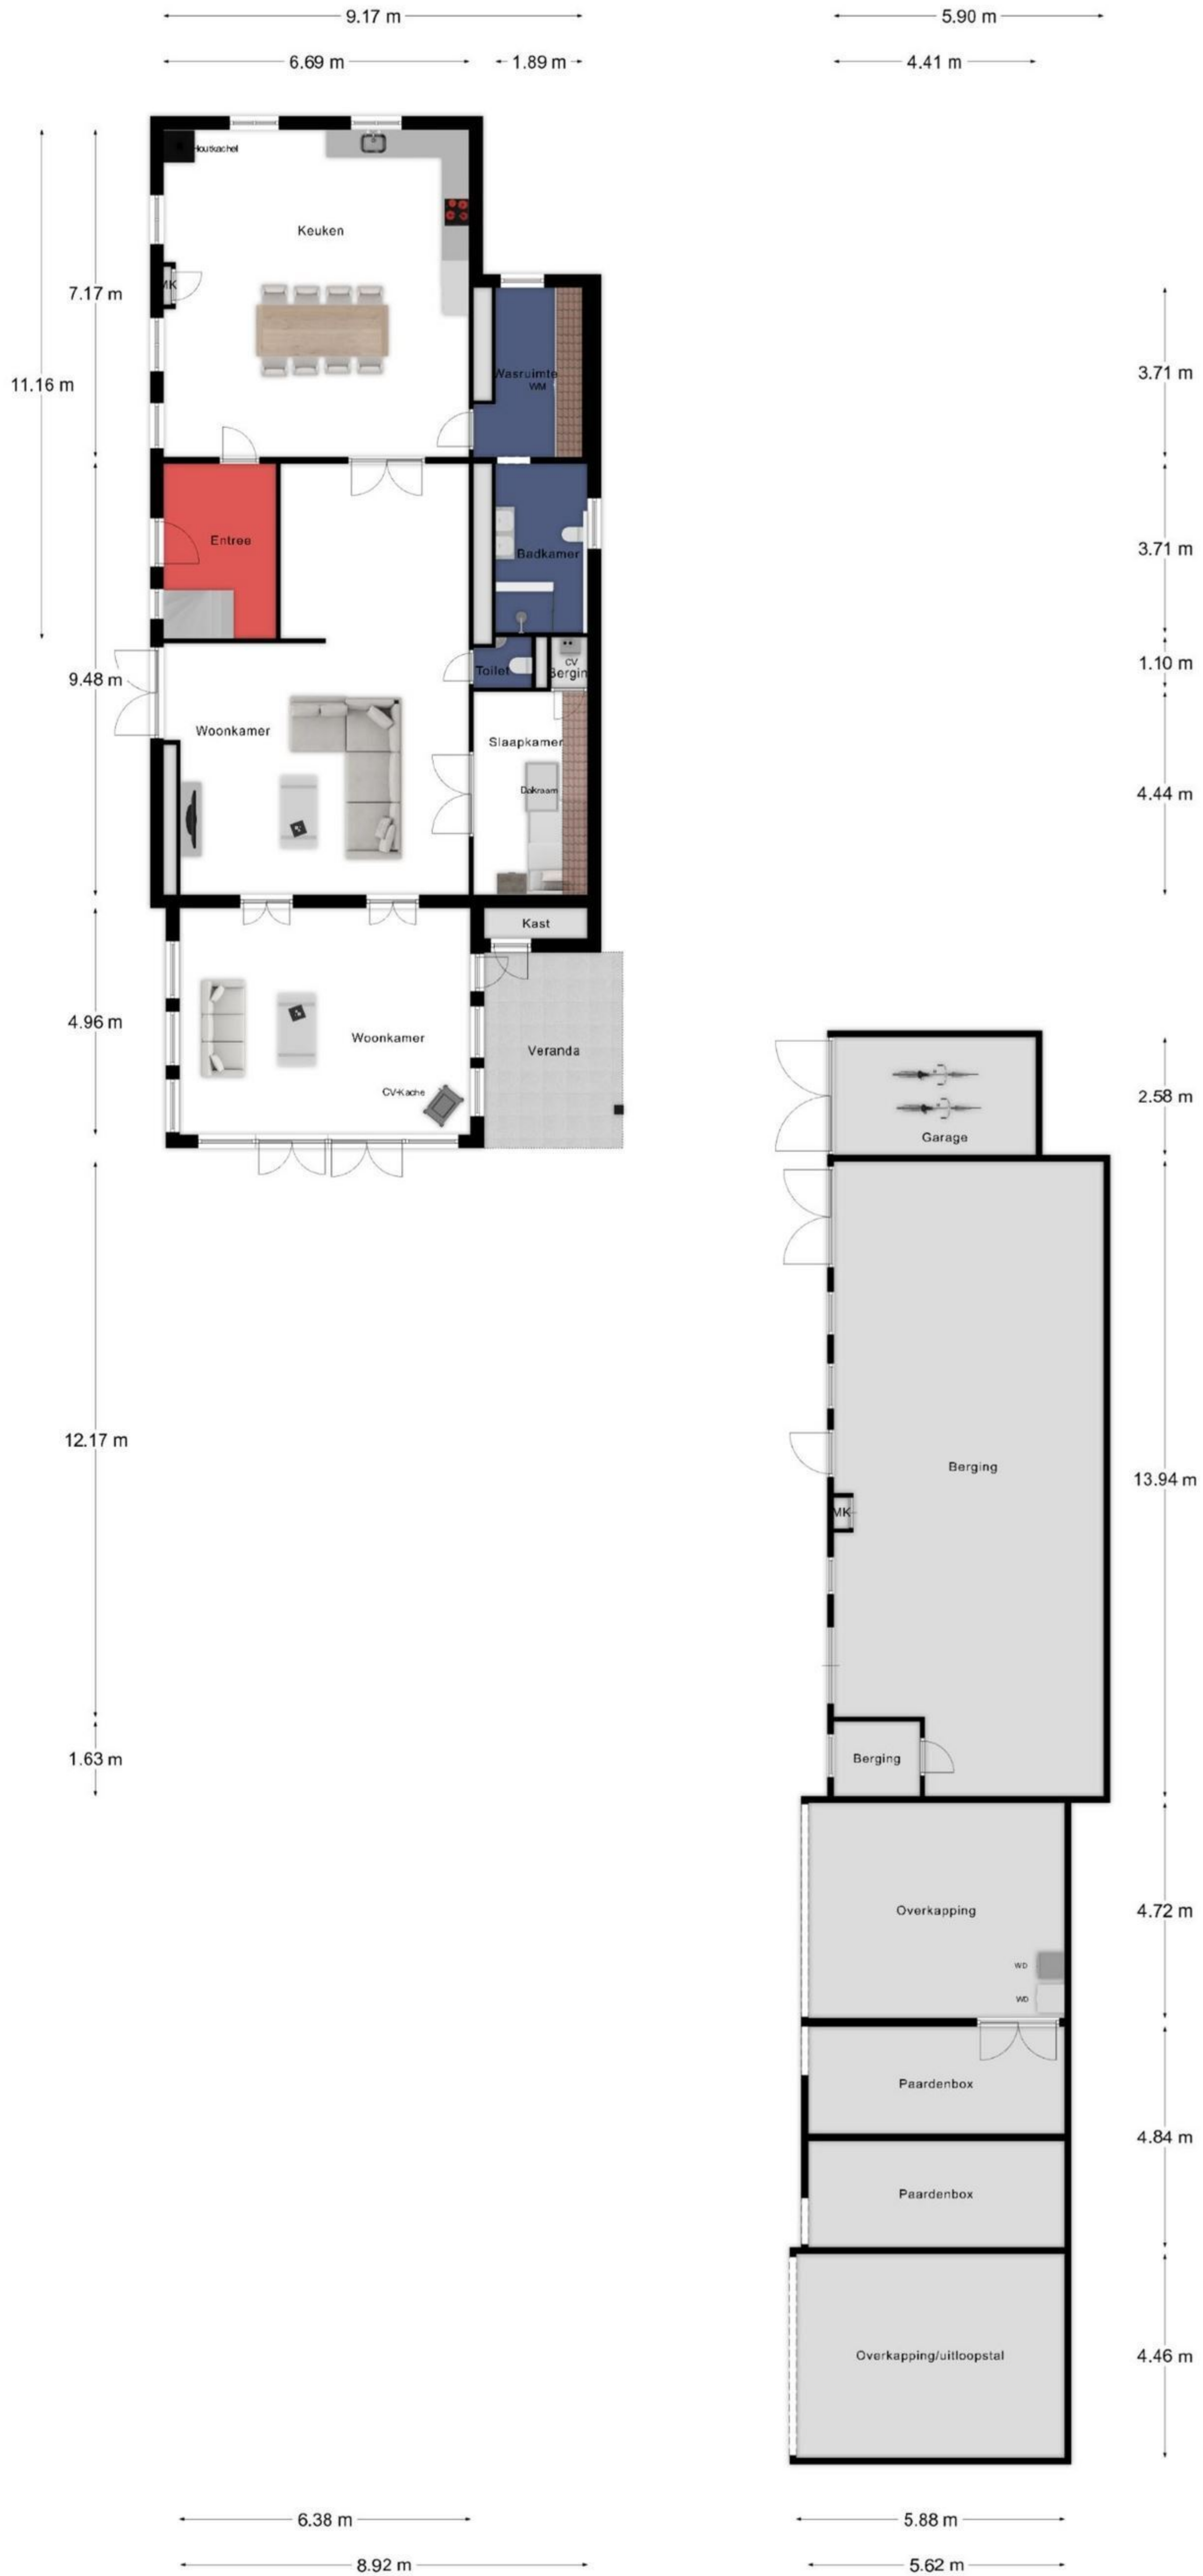 9.17 m
5.90 m
6.69 m
1.89 m
4.41 m
Houtkachel
Keuken
MK
7.17 m
11.16 m
Wasruimte
WM
3.71 m
Entree
Badkamer
3.71 m
Toilet
CV
Bergin
1.10 m
9.48 m
Woonkamer
Slaapkamer
Dakraam
4.44 m
Kast
4.96 m
Woonkamer
Veranda
CV-Kache
2.58 m
Garage
12.17 m
Berging
13.94 m
MK
1.63 m
Berging
Overkapping
4.72 m
WD
WD
Paardenbox
4.84 m
Paardenbox
Overkapping/uitloopstal
4.46 m
6.38 m
5.88 m
8.92 m
5.62 m